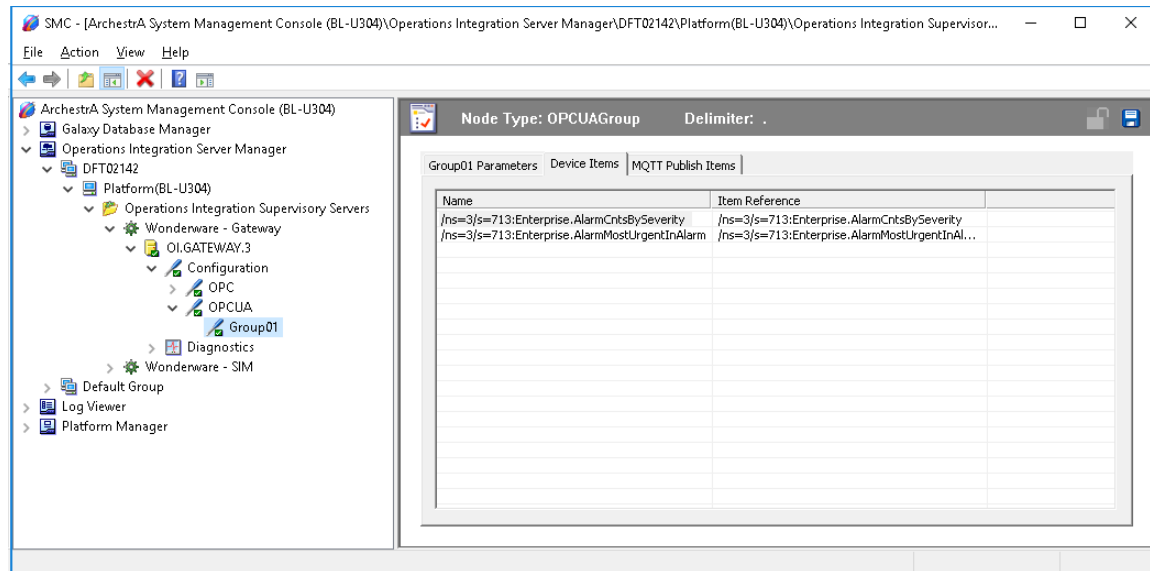 SMC - [ArchestrA System Management Console (BL-U304)\Operations Integration Server Manager\DFT02142\Platform(BL-U304)\Operations Integration Supervisor...
File Action View Help
ArchestrA System Management Console (BL-U304)
Galaxy Database Manager
Operations Integration Server Manager
DFT02142
Platform(BL-U304)
Operations Integration Supervisory Servers
Wonderware - Gateway
OI.GATEWAY.3
Configuration
OPC
OPCUA
Group01
Diagnostics
Wonderware - SIM
Default Group
Log Viewer
Platform Manager
Node Type: OPCUAGroup Delimiter: .
Group01 Parameters Device Items MQTT Publish Items
Name Item Reference
/ns=3/s=713:Enterprise.AlarmCntsBySeverity /ns=3/s=713:Enterprise.AlarmCntsBySeverity
/ns=3/s=713:Enterprise.AlarmMostUrgentInAlarm /ns=3/s=713:Enterprise.AlarmMostUrgentInAl...